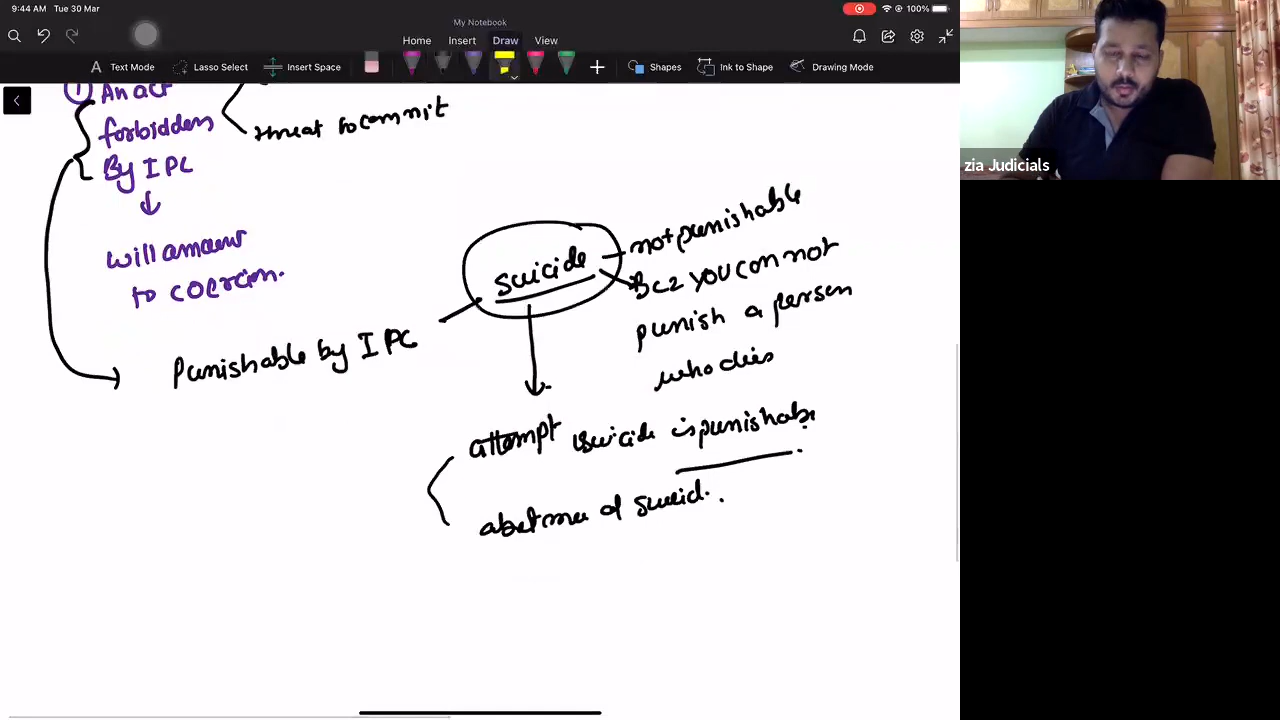 9:44 AM Tue 30 Mar
100%
My Notebook
Home Insert Draw View
Text Mode Lasso Select Insert Space Shapes Ink to Shape Drawing Mode
zia Judicials
① An act
forbidden
By IPC
will amount
to coercion.
threat to commit
suicide
not punishable
Bcz you can not
punish a person
who dies
Punishable by IPC
attempt suicide is punishable
abetment of suicid.